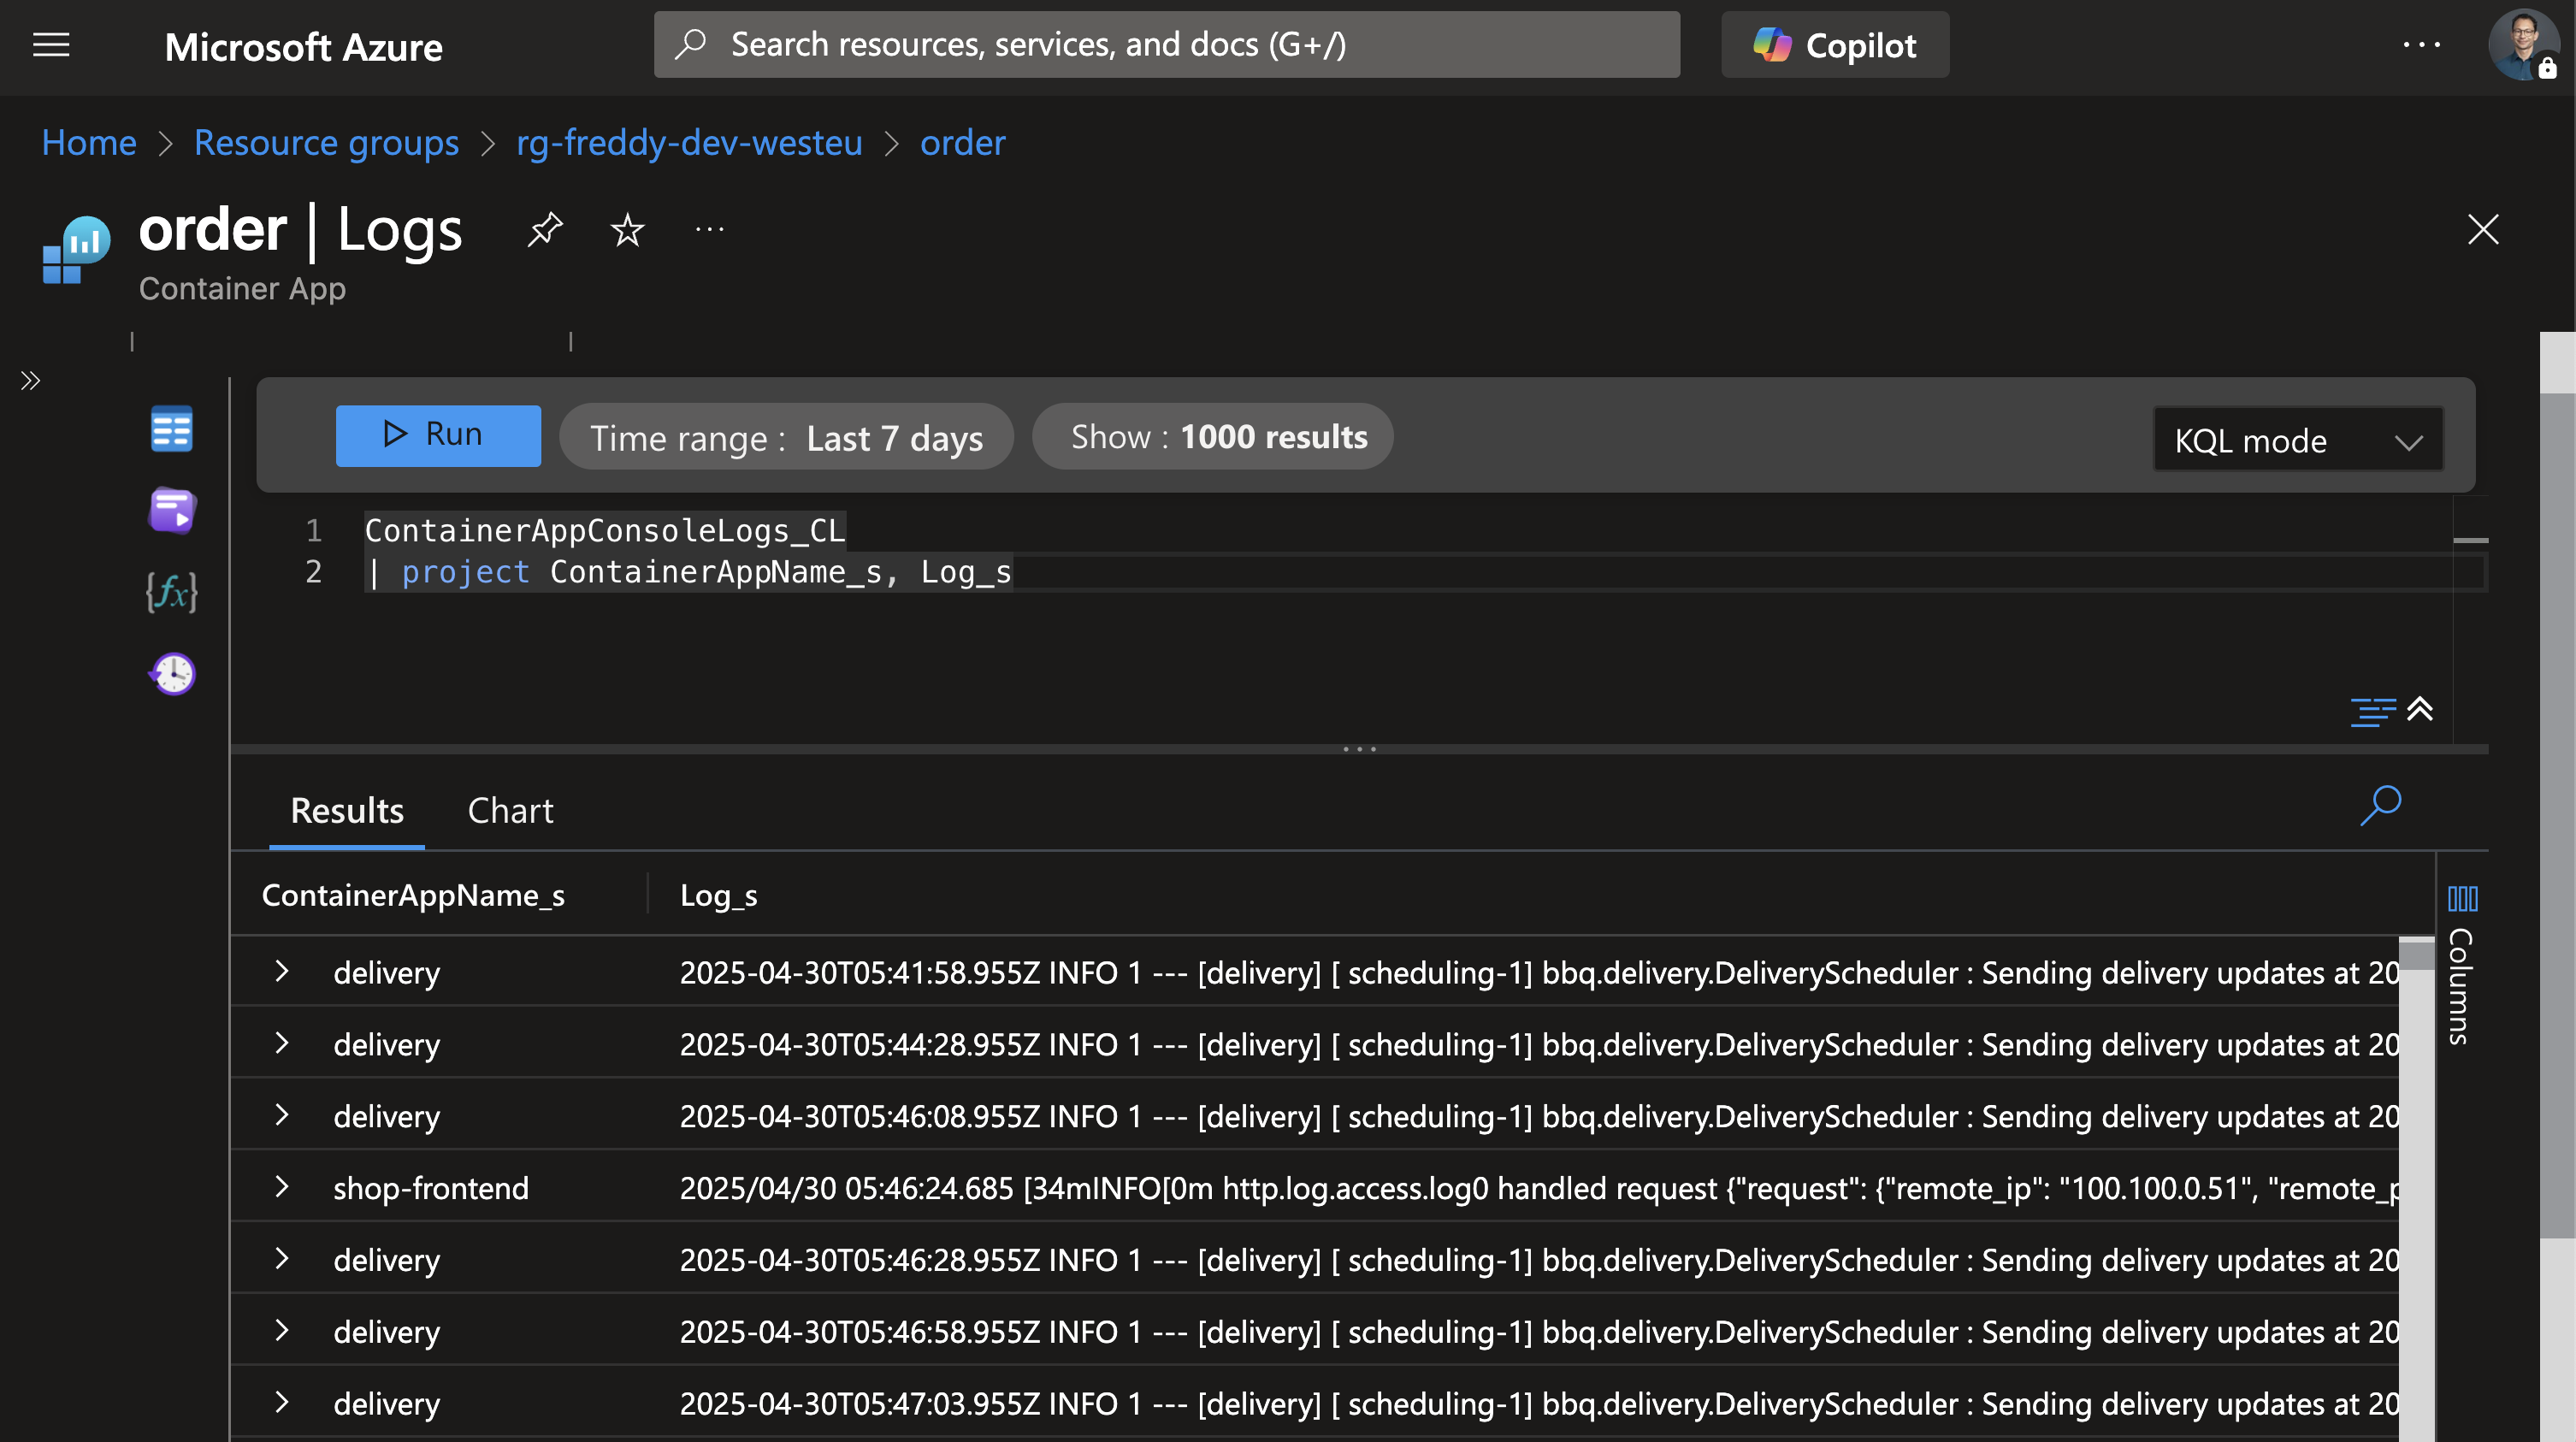 Microsoft Azure
Search resources, services, and docs (G+/)
Copilot
Home > Resource groups > rg-freddy-dev-westeu > order
order | Logs
Container App
Run
Time range : Last 7 days
Show : 1000 results
KQL mode
1 ContainerAppConsoleLogs_CL
2 | project ContainerAppName_s, Log_s
{fx}
Results
Chart
ContainerAppName_s
Log_s
Columns
delivery 2025-04-30T05:41:58.955Z INFO 1 --- [delivery] [ scheduling-1] bbq.delivery.DeliveryScheduler : Sending delivery updates at 20
delivery 2025-04-30T05:44:28.955Z INFO 1 --- [delivery] [ scheduling-1] bbq.delivery.DeliveryScheduler : Sending delivery updates at 20
delivery 2025-04-30T05:46:08.955Z INFO 1 --- [delivery] [ scheduling-1] bbq.delivery.DeliveryScheduler : Sending delivery updates at 20
shop-frontend 2025/04/30 05:46:24.685 [34mINFO[0m http.log.access.log0 handled request {"request": {"remote_ip": "100.100.0.51", "remote_p
delivery 2025-04-30T05:46:28.955Z INFO 1 --- [delivery] [ scheduling-1] bbq.delivery.DeliveryScheduler : Sending delivery updates at 20
delivery 2025-04-30T05:46:58.955Z INFO 1 --- [delivery] [ scheduling-1] bbq.delivery.DeliveryScheduler : Sending delivery updates at 20
delivery 2025-04-30T05:47:03.955Z INFO 1 --- [delivery] [ scheduling-1] bbq.delivery.DeliveryScheduler : Sending delivery updates at 20